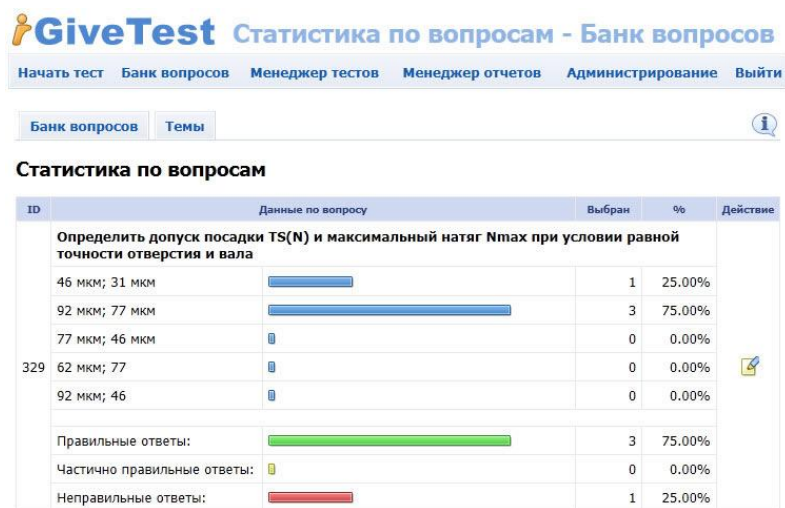 iGiveTest Статистика по вопросам - Банк вопросов
Начать тест Банк вопросов Менеджер тестов Менеджер отчетов Администрирование Выйти
Банк вопросов Темы
Статистика по вопросам
ID Данные по вопросу Выбран % Действие
Определить допуск посадки TS(N) и максимальный натяг Nmax при условии равной
точности отверстия и вала
46 мкм; 31 мкм 1 25.00%
92 мкм; 77 мкм 3 75.00%
77 мкм; 46 мкм 0 0.00%
329 62 мкм; 77 0 0.00%
92 мкм; 46 0 0.00%
Правильные ответы: 3 75.00%
Частично правильные ответы: 0 0.00%
Неправильные ответы: 1 25.00%